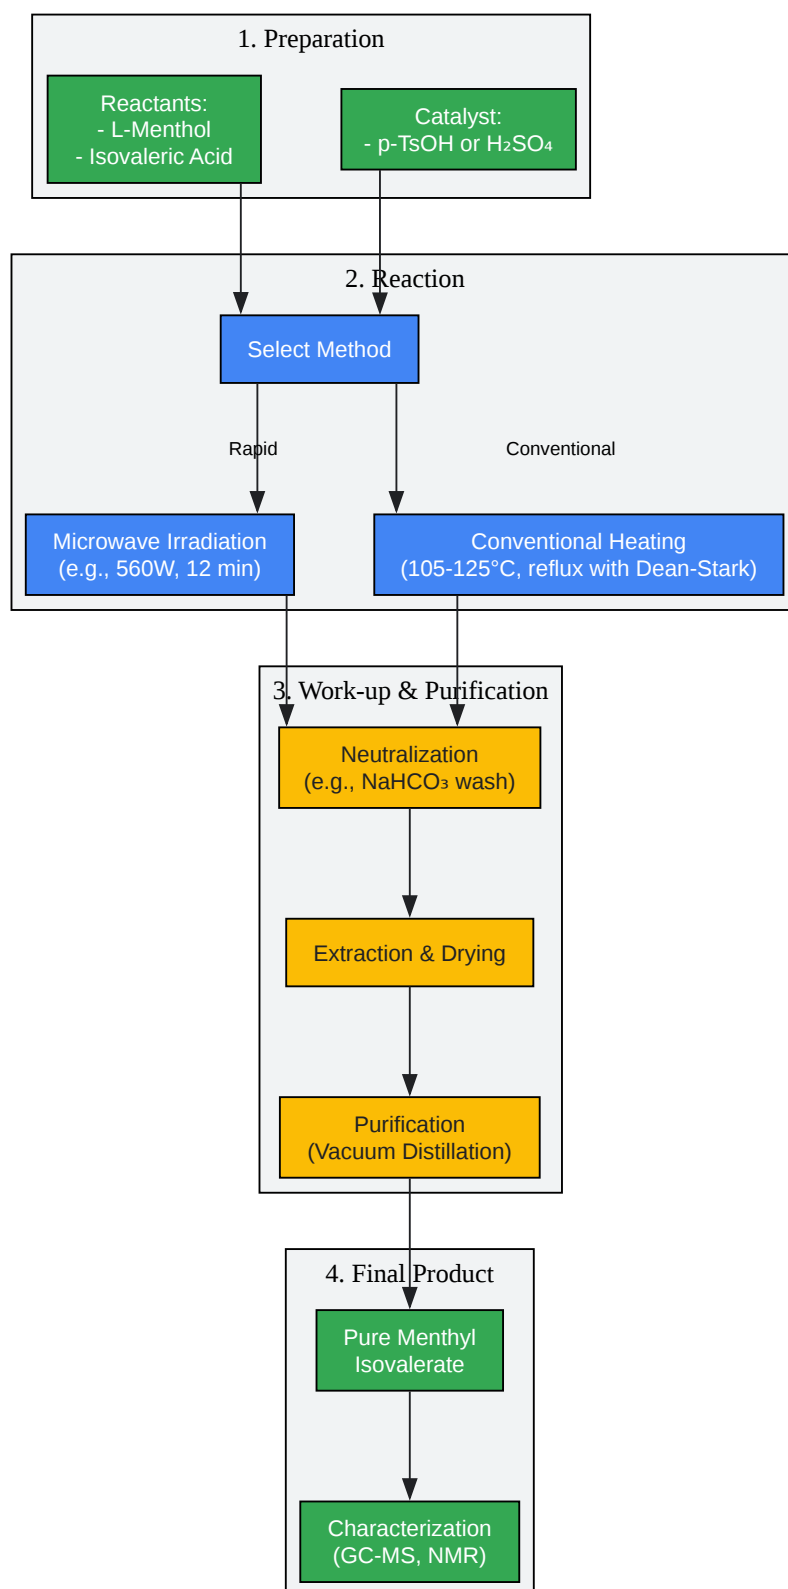 1. Preparation
Reactants:
- L-Menthol
- Isovaleric Acid
Catalyst:
- p-TsOH or H₂SO₄
2. Reaction
Select Method
Rapid
Conventional
Microwave Irradiation
(e.g., 560W, 12 min)
Conventional Heating
(105-125°C, reflux with Dean-Stark)
3. Work-up & Purification
Neutralization
(e.g., NaHCO₃ wash)
Extraction & Drying
Purification
(Vacuum Distillation)
4. Final Product
Pure Menthyl
Isovalerate
Characterization
(GC-MS, NMR)